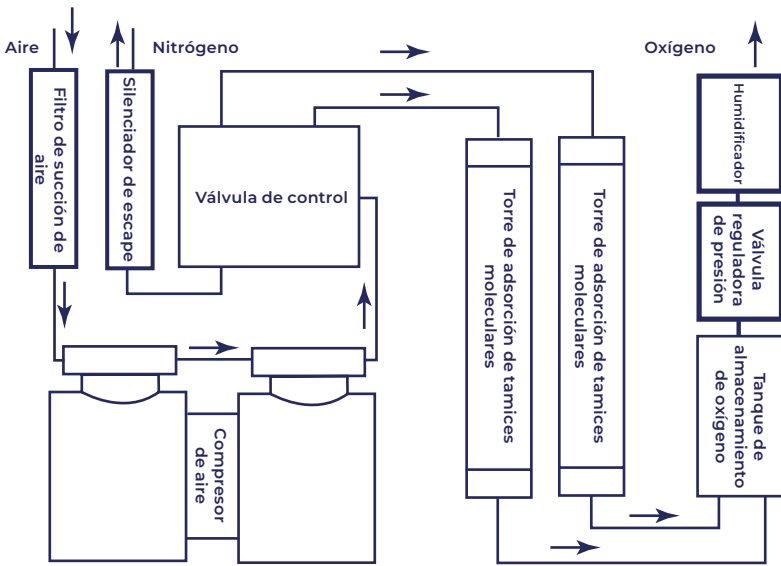 Aire
Nitrógeno
Oxígeno
Filtro de succión de
aire
Silenciador de escape
Válvula de control
Torre de adsorción de tamices
moleculares
Torre de adsorción de tamices
moleculares
Humidificador
Válvula
reguladora
de presión
Tanque de
almacenamiento
de oxígeno
Compresor
de aire